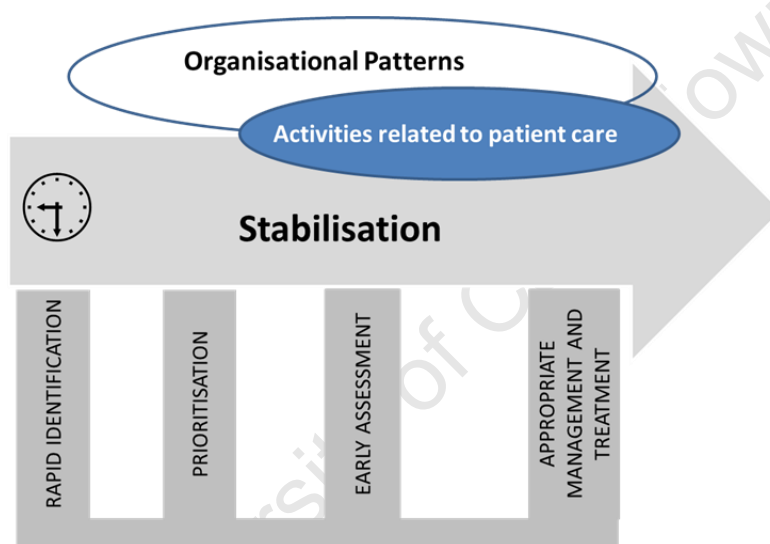 Organisational Patterns
Activities related to patient care
Stabilisation
RAPID IDENTIFICATION
PRIORITISATION
EARLY ASSESSMENT
APPROPRIATE
MANAGEMENT AND
TREATMENT